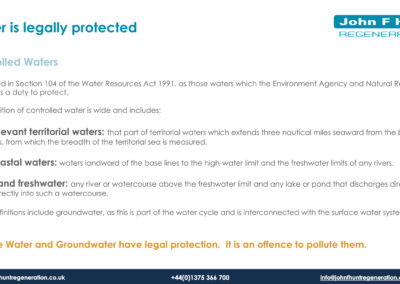 r is legally protected
John F H
REGENERA
lled Waters
d in Section 104 of the Water Resources Act 1991, as those waters which the Environment Agency and Natural Re
s a duty to protect.
ition of controlled water is wide and includes:
evant territorial waters: that part of territorial waters which extends three nautical miles seaward from the b
s, from which the breadth of the territorial sea is measured.
astal waters: waters landward of the base lines to the high-water limit and the freshwater limits of any rivers.
and freshwater: any river or watercourse above the freshwater limit and any lake or pond that discharges dire
ectly into such a watercourse.
finitions include groundwater, as this is part of the water cycle and is interconnected with the surface water syste
e Water and Groundwater have legal protection. It is an offence to pollute them.
huntregeneration.co.uk
+44(0)1375 366 700
info@johnfhuntregeneration.co